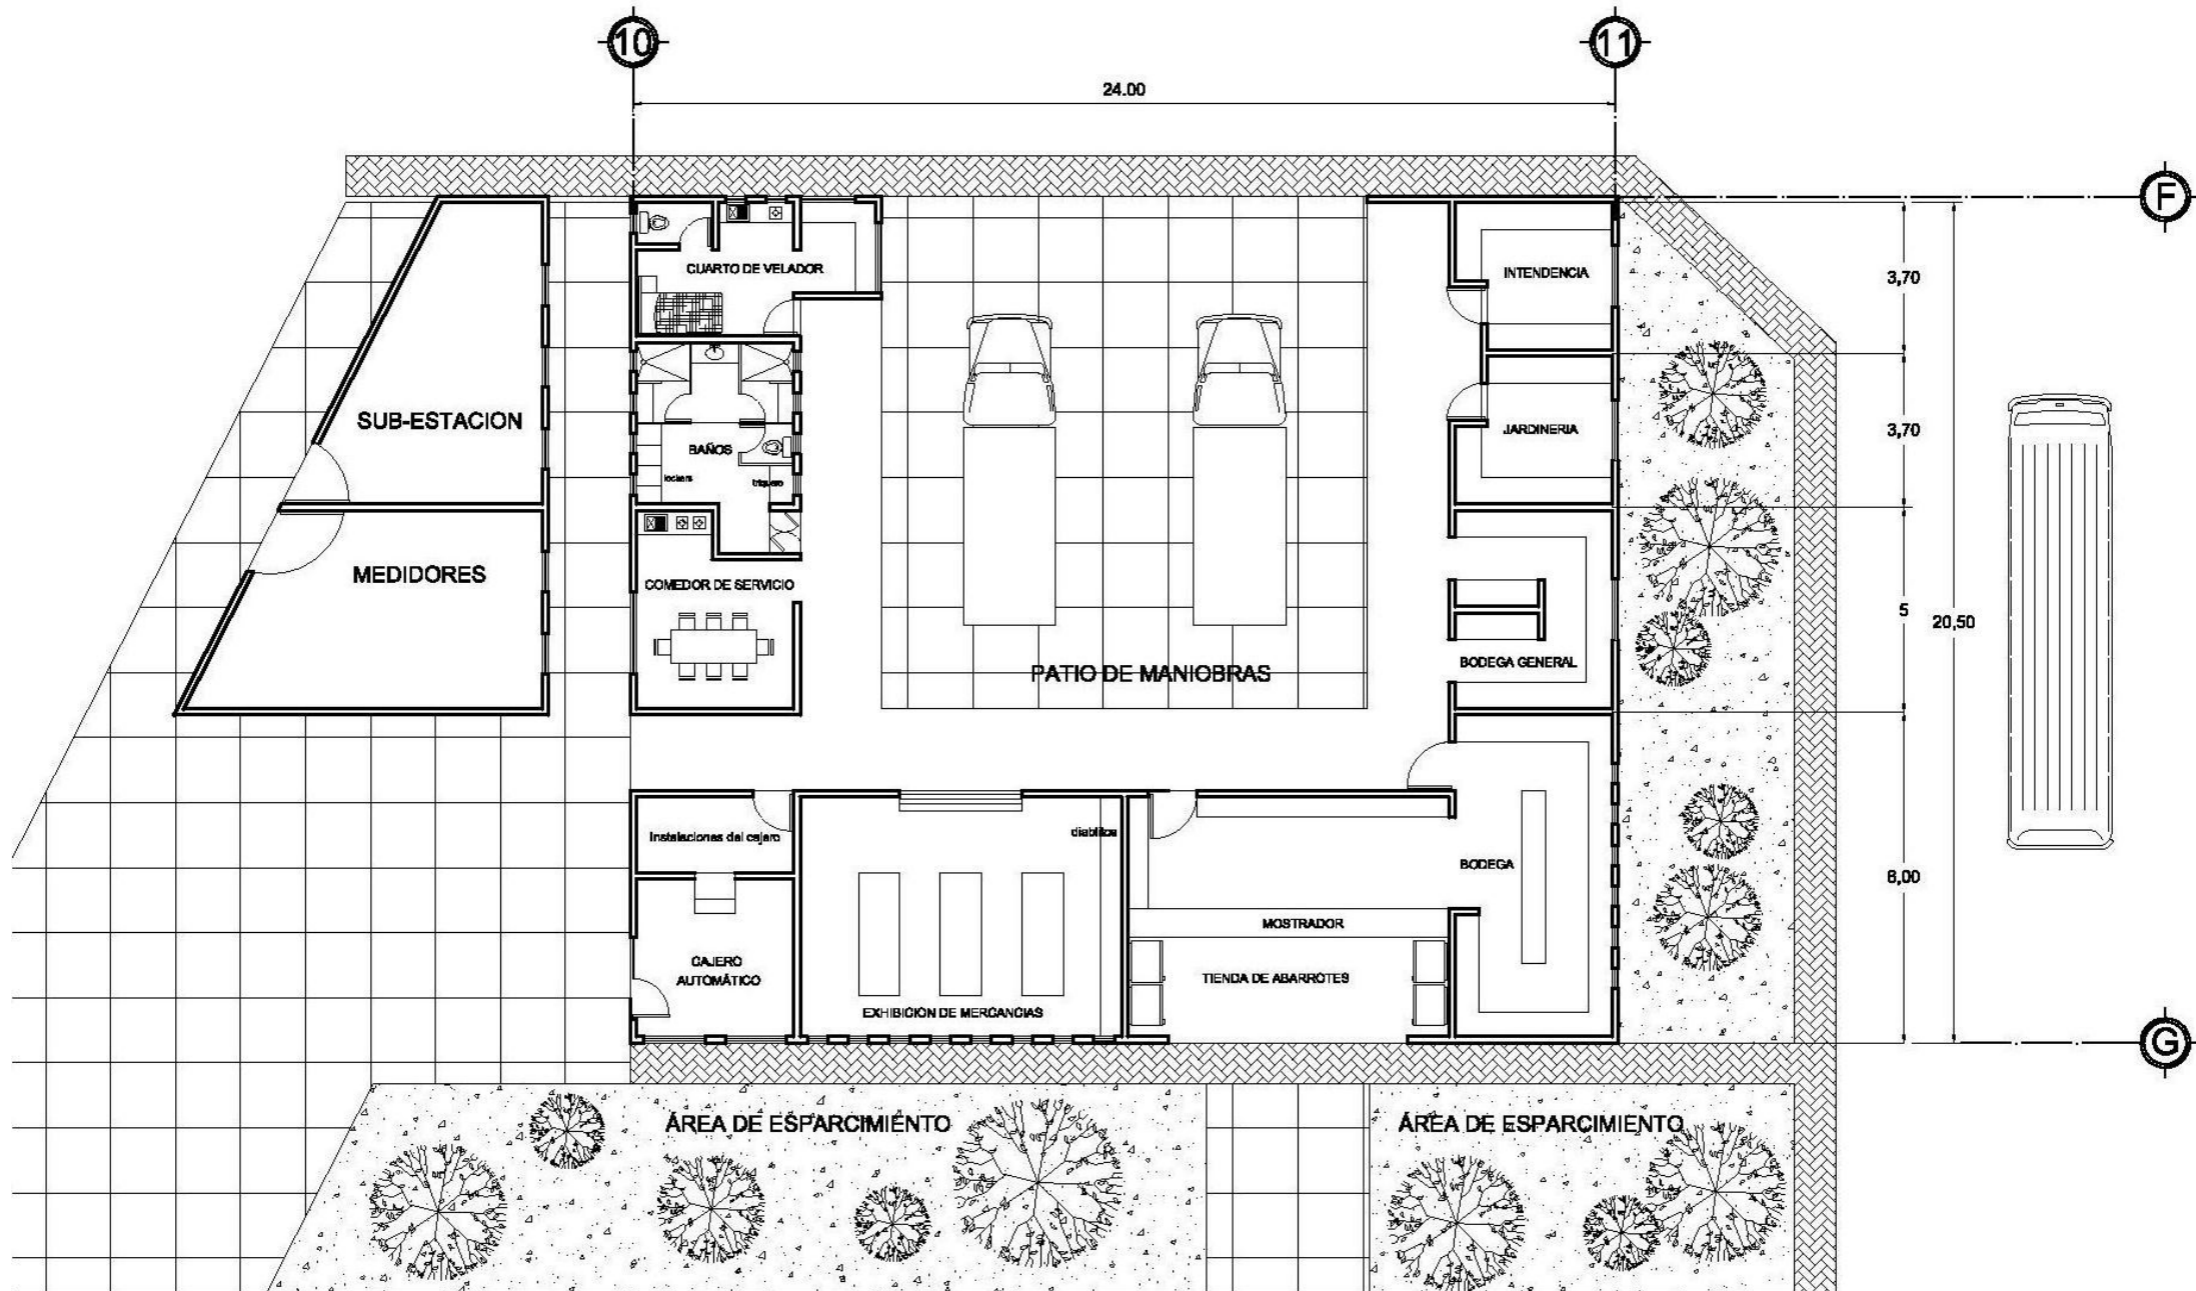 10
11
24.00
F
CUARTO DE VELADOR
INTENDENCIA
3,70
SUB-ESTACION
BAÑOS
JARDINERIA
3,70
lockers
MEDIDORES
COMEDOR DE SERVICIO
5
20,50
PATIO DE MANIOBRAS
BODEGA GENERAL
Instalaciones del cajero
diablitos
BODEGA
8,00
MOSTRADOR
CAJERO
AUTOMÁTICO
TIENDA DE ABARROTES
EXHIBICIÓN DE MERCANCIAS
G
ÁREA DE ESPARCIMIENTO
ÁREA DE ESPARCIMIENTO